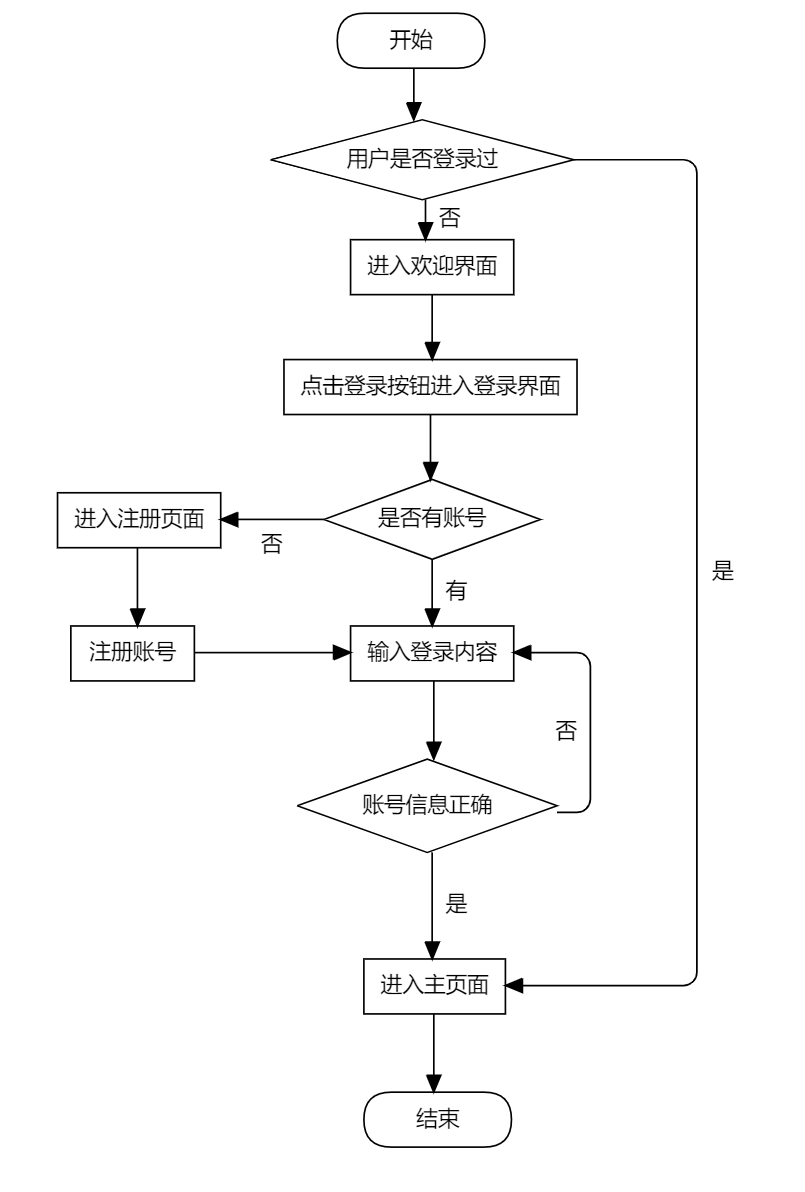 开始
用户是否登录过
否
进入欢迎界面
点击登录按钮进入登录界面
进入注册页面
是否有账号
否
是
有
注册账号
输入登录内容
否
账号信息正确
是
进入主页面
结束